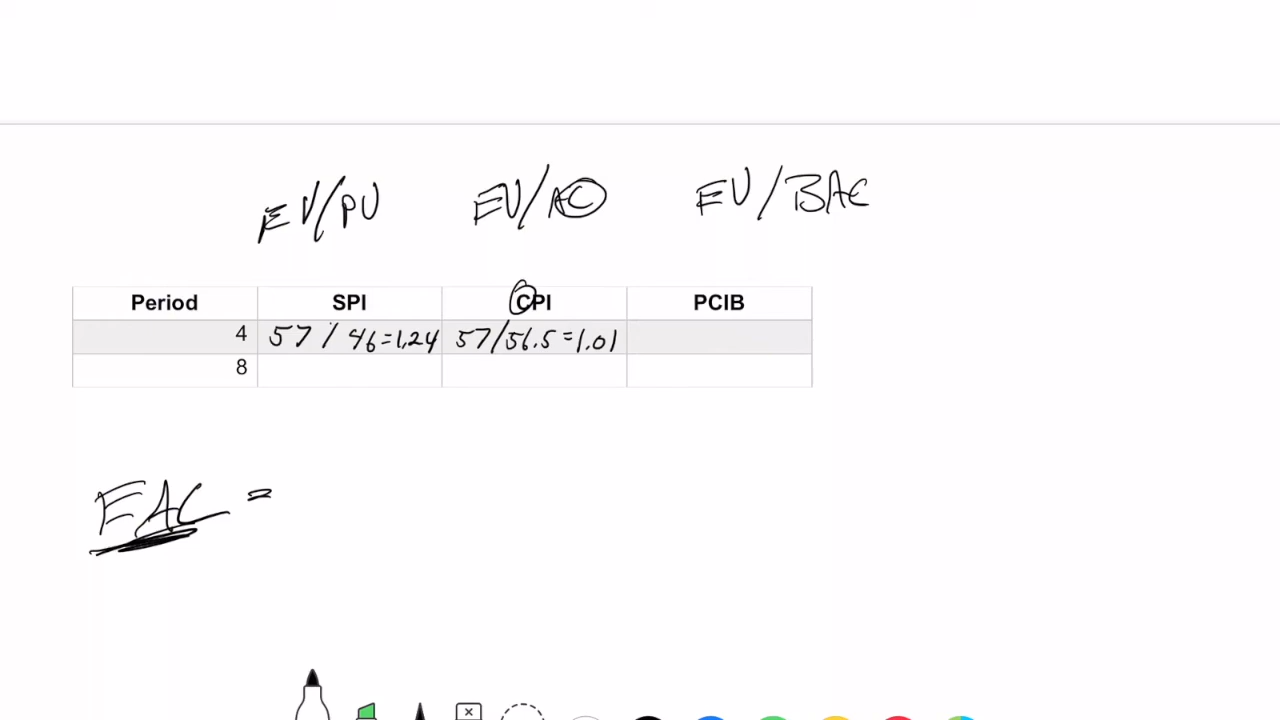 EV/PV EV/AC EV/BAC
Period SPI CPI PCIB
4 57/46=1.24 57/56.5=1.01
8
EAC =